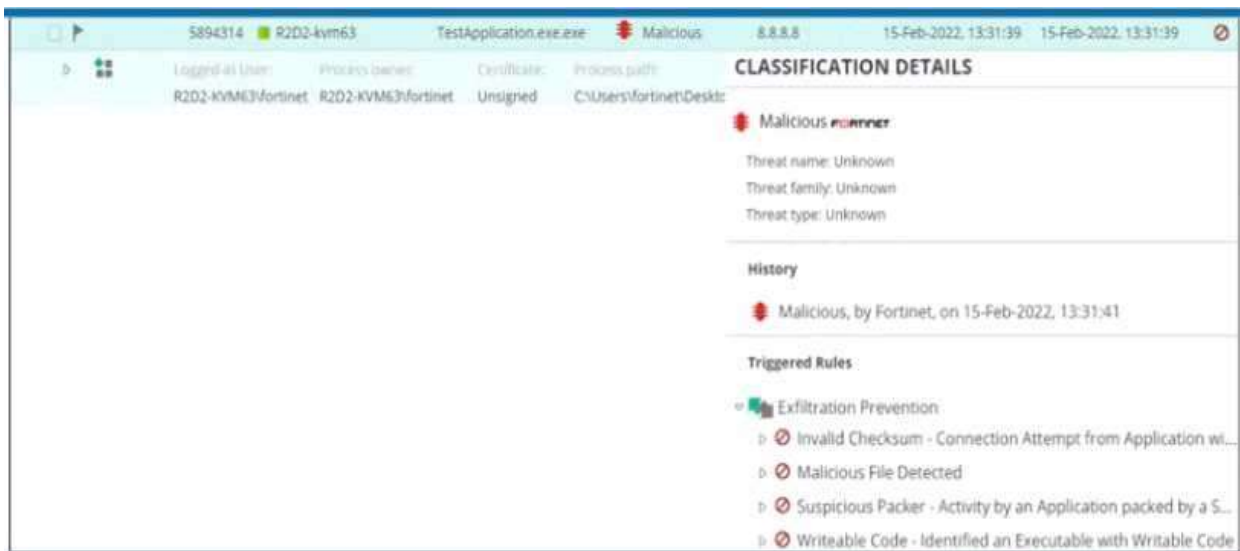 5894314 R2D2-kvm63 TestApplication.exe.exe Malicious 8.8.8.8 15-Feb-2022, 13:31:39 15-Feb-2022, 13:31:39
Logged-in User: Process owner: Certificate: Process path:
R2D2-KVM63\fortinet R2D2-KVM63\fortinet Unsigned C:\Users\fortinet\Deskto
CLASSIFICATION DETAILS
Malicious FORTINET
Threat name: Unknown
Threat family: Unknown
Threat type: Unknown
History
Malicious, by Fortinet, on 15-Feb-2022, 13:31:41
Triggered Rules
Exfiltration Prevention
Invalid Checksum - Connection Attempt from Application wi...
Malicious File Detected
Suspicious Packer - Activity by an Application packed by a S...
Writeable Code - Identified an Executable with Writable Code